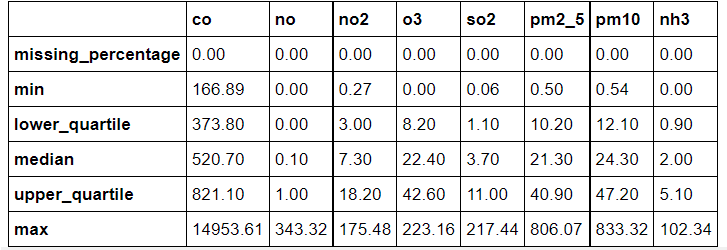 co no no2 o3 so2 pm2_5 pm10 nh3
missing_percentage 0.00 0.00 0.00 0.00 0.00 0.00 0.00 0.00
min 166.89 0.00 0.27 0.00 0.06 0.50 0.54 0.00
lower_quartile 373.80 0.00 3.00 8.20 1.10 10.20 12.10 0.90
median 520.70 0.10 7.30 22.40 3.70 21.30 24.30 2.00
upper_quartile 821.10 1.00 18.20 42.60 11.00 40.90 47.20 5.10
max 14953.61 343.32 175.48 223.16 217.44 806.07 833.32 102.34